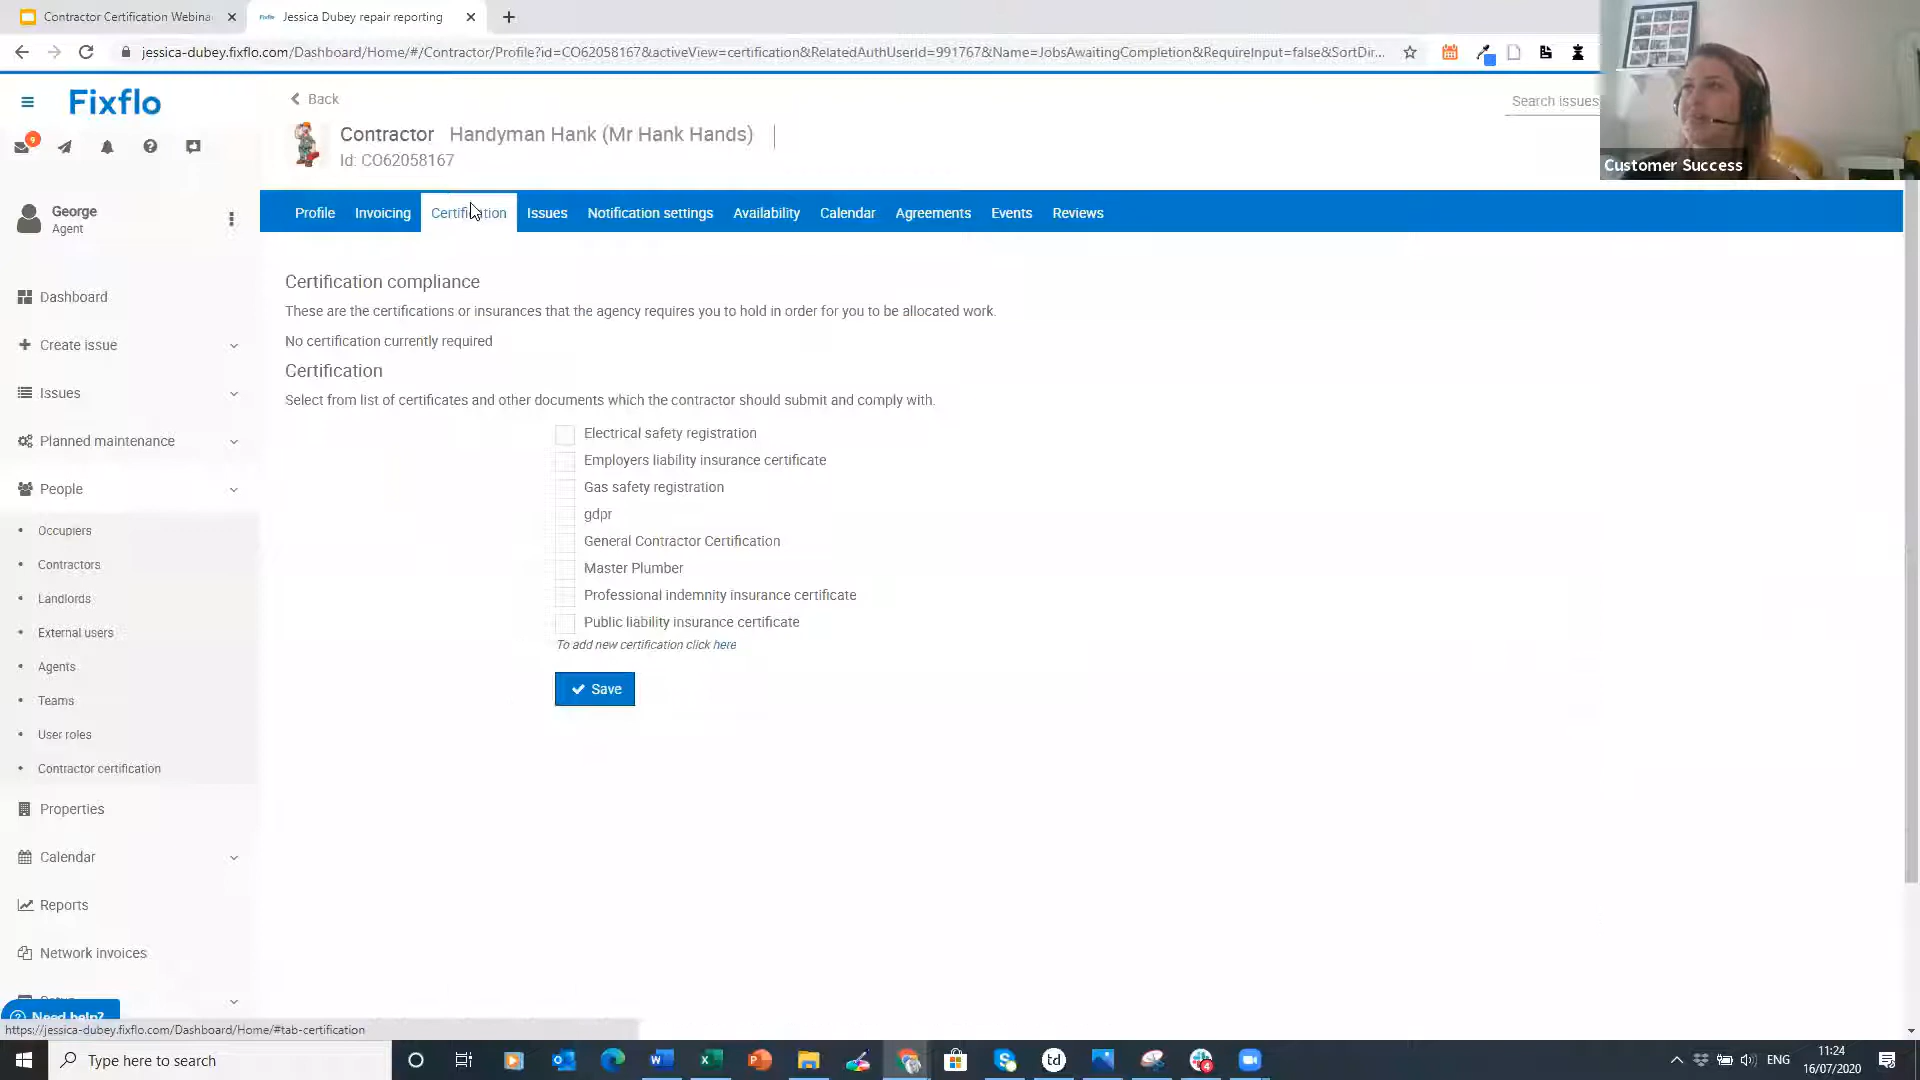 Contractor Certification Webina
Fixflo
Jessica Dubey repair reporting
jessica-dubey.fixflo.com/Dashboard/Home/#/Contractor/Profile?id=CO62058167&activeView=certification&RelatedAuthUserId=991767&Name=JobsAwaitingCompletion&RequireInput=false&SortDir...
Fixflo
9
George
Agent
Dashboard
Create issue
Issues
Planned maintenance
People
Occupiers
Contractors
Landlords
External users
Agents
Teams
User roles
Contractor certification
Properties
Calendar
Reports
Network invoices
Need help?
Back
Contractor Handyman Hank (Mr Hank Hands)
Id: CO62058167
Search issues
Customer Success
Profile Invoicing Certification Issues Notification settings Availability Calendar Agreements Events Reviews
Certification compliance
These are the certifications or insurances that the agency requires you to hold in order for you to be allocated work.
No certification currently required
Certification
Select from list of certificates and other documents which the contractor should submit and comply with.
Electrical safety registration
Employers liability insurance certificate
Gas safety registration
gdpr
General Contractor Certification
Master Plumber
Professional indemnity insurance certificate
Public liability insurance certificate
To add new certification click here
Save
https://jessica-dubey.fixflo.com/Dashboard/Home/#tab-certification
Type here to search
td
4
ENG
11:24
16/07/2020